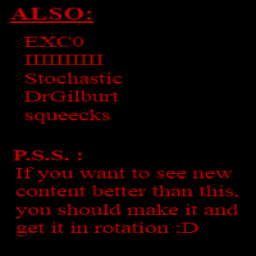 ALSO:
EXC0
IIIIIIIIII
Stochastic
DrGilburt
squeecks
P.S.S. :
If you want to see new
content better than this,
you should make it and
get it in rotation :D